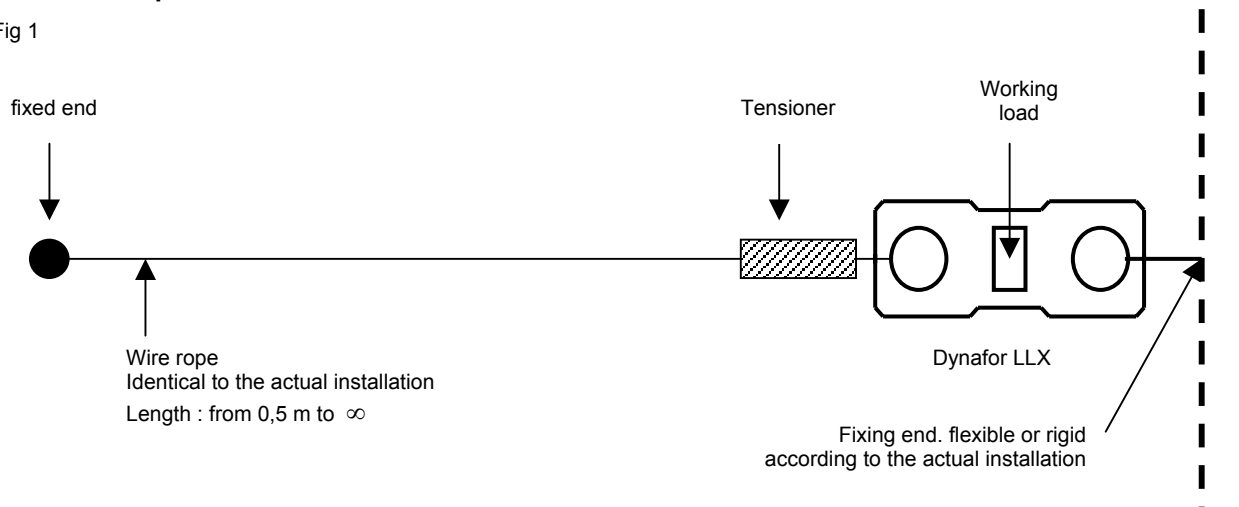 Fig 1
fixed end
Tensioner
Working
load
Wire rope
Identical to the actual installation
Length : from 0,5 m to ∞
Dynafor LLX
Fixing end. flexible or rigid
according to the actual installation